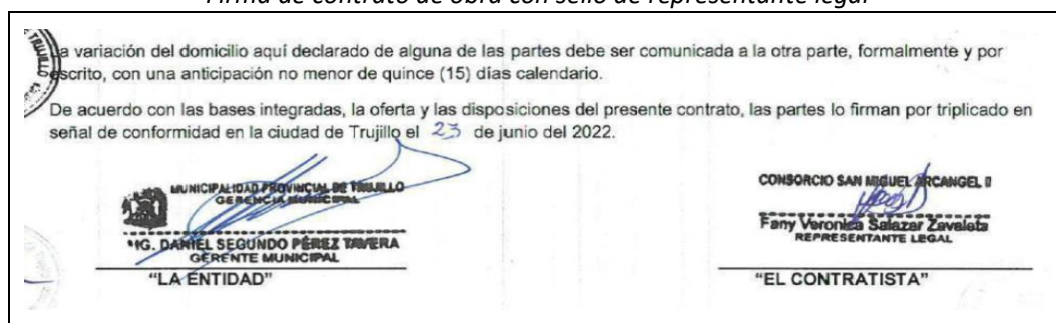 Firma de contrato de obra con sello de representante legal
TRUJILLO
a variación del domicilio aquí declarado de alguna de las partes debe ser comunicada a la otra parte, formalmente y por
escrito, con una anticipación no menor de quince (15) días calendario.
De acuerdo con las bases integradas, la oferta y las disposiciones del presente contrato, las partes lo firman por triplicado en
señal de conformidad en la ciudad de Trujillo el 23 de junio del 2022.
MUNICIPALIDAD PROVINCIAL DE TRUJILLO
GERENCIA MUNICIPAL
MG. DANIEL SEGUNDO PÉREZ TAVERA
GERENTE MUNICIPAL
"LA ENTIDAD"
CONSORCIO SAN MIGUEL ARCANGEL II
Fany Veronica Salazar Zavaleta
REPRESENTANTE LEGAL
"EL CONTRATISTA"